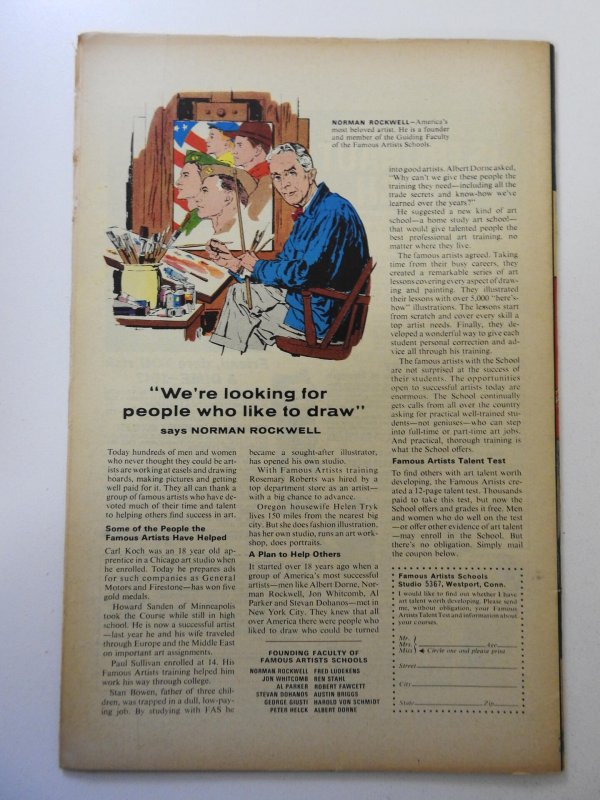 NORMAN ROCKWELL—America's
most beloved artist. He is a founder
and member of the Guiding Faculty
of the Famous Artists Schools.
"We're looking for
people who like to draw"
says NORMAN ROCKWELL
Today hundreds of men and women
who never thought they could be art-
ists are working at easels and drawing
boards, making pictures and getting
well paid for it. They all can thank a
group of famous artists who have de-
voted much of their time and talent
to helping others find success in art.
Some of the People the
Famous Artists Have Helped
Carl Koch was an 18 year old ap-
prentice in a Chicago art studio when
he enrolled. Today he prepares ads
for such companies as General
Motors and Firestone—has won five
gold medals.
Howard Sanden of Minneapolis
took the Course while still in high
school. He is now a successful artist
—last year he and his wife traveled
through Europe and the Middle East
on important art assignments.
Paul Sullivan enrolled at 14. His
Famous Artists training helped him
work his way through college.
Stan Bowen, father of three chil-
dren, was trapped in a dull, low-pay-
ing job. By studying with FAS he
became a sought-after illustrator,
has opened his own studio.
With Famous Artists training
Rosemary Roberts was hired by a
top department store as an artist—
with a big chance to advance.
Oregon housewife Helen Tryk
lives 150 miles from the nearest big
city. But she does fashion illustration,
has her own studio, runs an art work-
shop, does portraits.
A Plan to Help Others
It started over 18 years ago when a
group of America's most successful
artists—men like Albert Dorne, Nor-
man Rockwell, Jon Whitcomb, Al
Parker and Stevan Dohanos—met in
New York City. They knew that all
over America there were people who
liked to draw who could be turned
FOUNDING FACULTY OF
FAMOUS ARTISTS SCHOOLS
NORMAN ROCKWELL FRED LUDEKENS
JON WHITCOMB BEN STAHL
AL PARKER ROBERT FAWCETT
STEVAN DOHANOS AUSTIN BRIGGS
GEORGE GIUSTI HAROLD VON SCHMIDT
PETER HELCK ALBERT DORNE
into good artists. Albert Dorne asked,
"Why can't we give these people the
training they need—including all the
trade secrets and know-how we've
learned over the years?"
He suggested a new kind of art
school—a home study art school—
that would give talented people the
best professional art training, no
matter where they live.
The famous artists agreed. Taking
time from their busy careers, they
created a remarkable series of art
lessons covering every aspect of draw-
ing and painting. They illustrated
their lessons with over 5,000 "here's-
how" illustrations. The lessons start
from scratch and cover every skill a
top artist needs. Finally, they de-
veloped a wonderful way to give each
student personal correction and ad-
vice all through his training.
The famous artists with the School
are not surprised at the success of
their students. The opportunities
open to successful artists today are
enormous. The School continually
gets calls from all over the country
asking for practical well-trained stu-
dents—not geniuses—who can step
into full-time or part-time art jobs.
And practical, thorough training is
what the School offers.
Famous Artists Talent Test
To find others with art talent worth
developing, the Famous Artists cre-
ated a 12-page talent test. Thousands
paid to take this test, but now the
School offers and grades it free. Men
and women who do well on the test
—or offer other evidence of art talent
—may enroll in the School. But
there's no obligation. Simply mail
the coupon below.
Famous Artists Schools
Studio 5367, Westport, Conn.
I would like to find out whether I have
art talent worth developing. Please send
me, without obligation, your Famous
Artists Talent Test and information about
your courses.
Mr.
Mrs. Age
Miss Circle one and please print
Street
City
State Zip